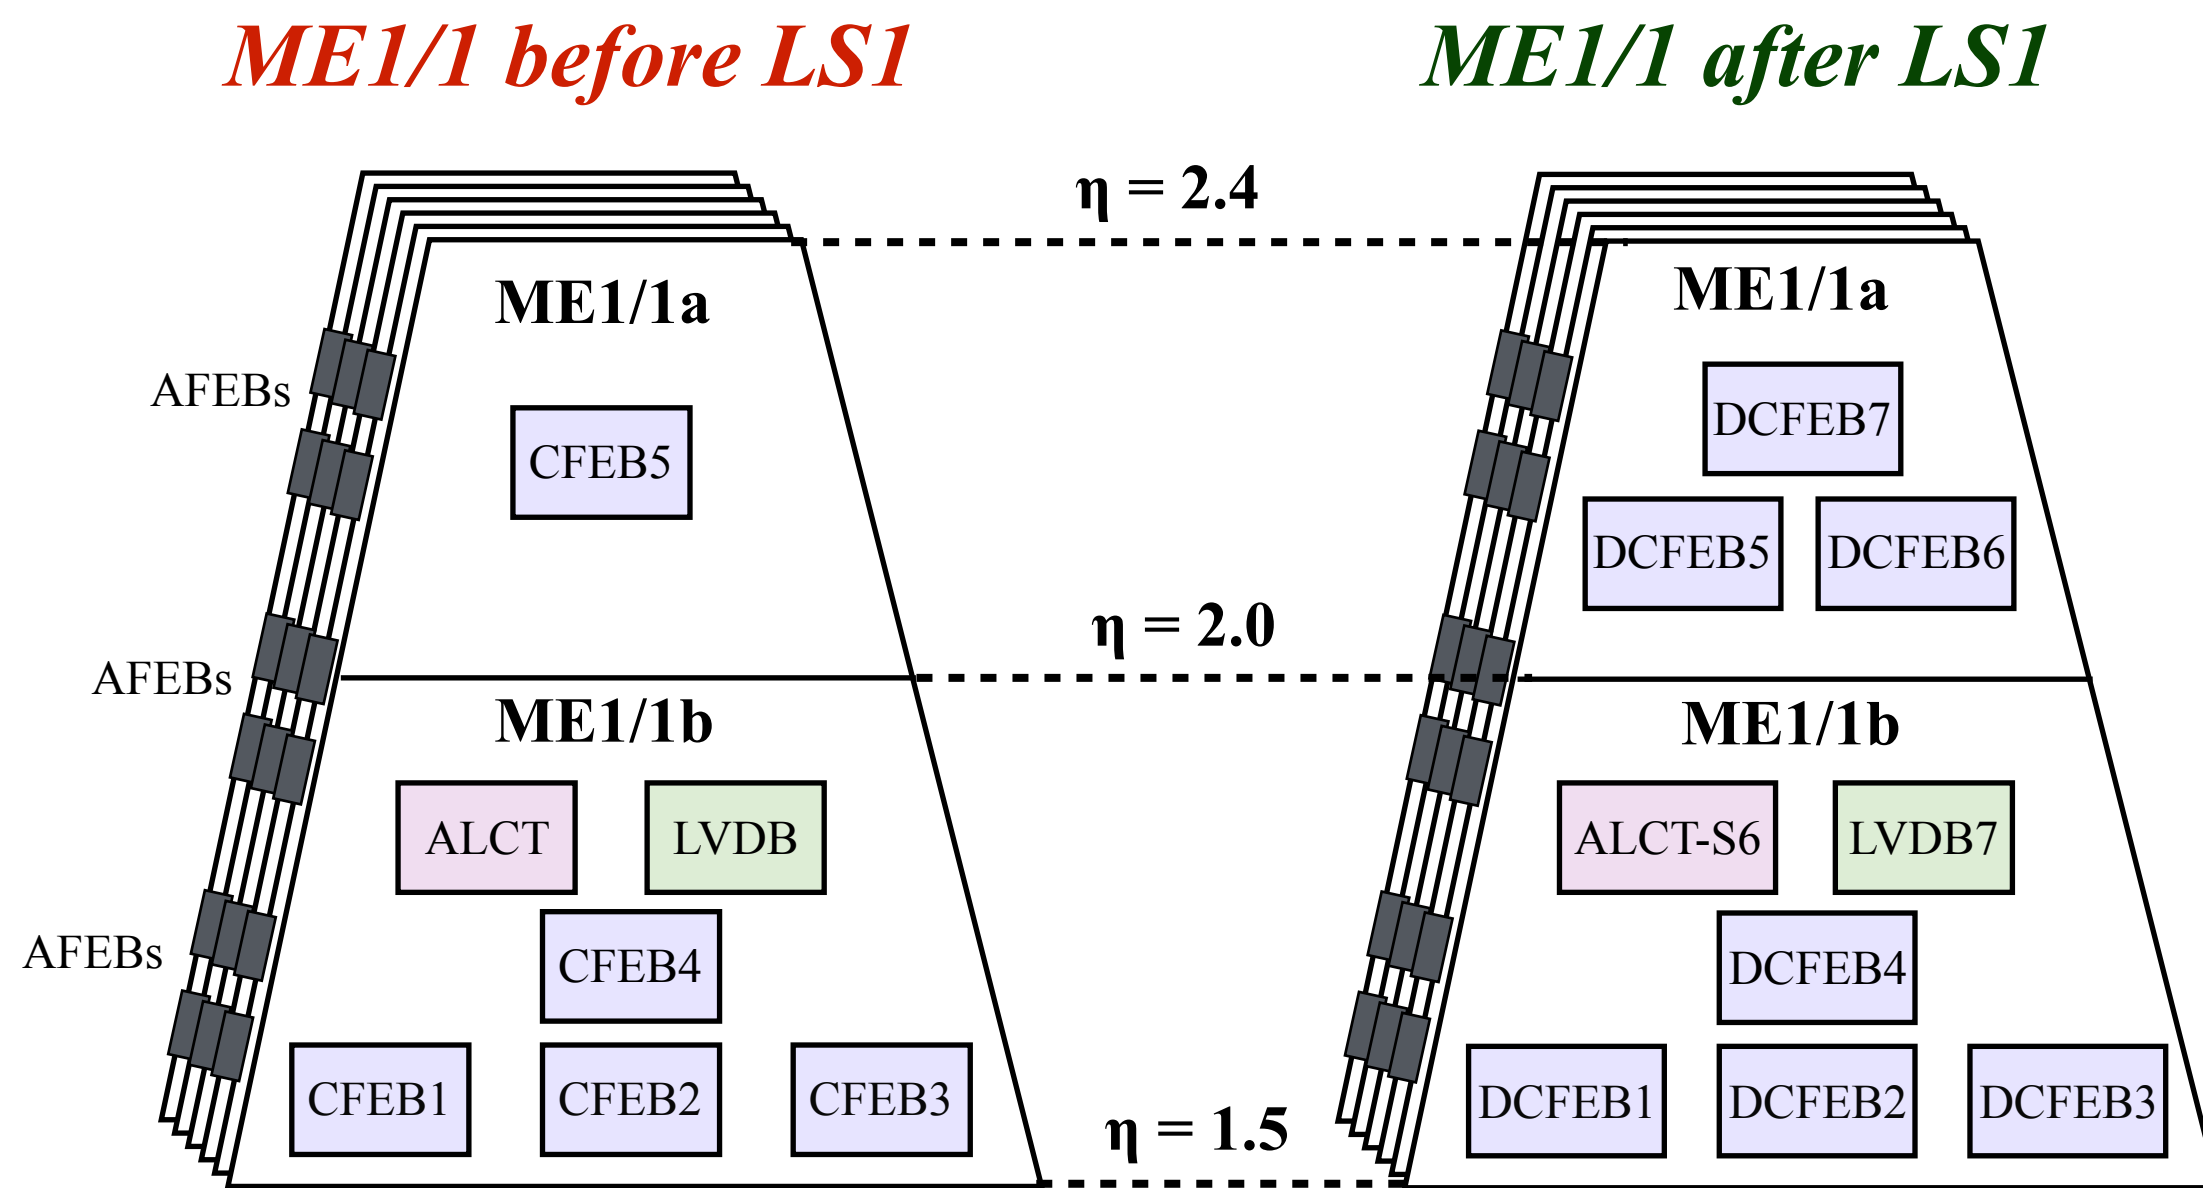 ME1/1 before LS1
ME1/1 after LS1
η = 2.4
ME1/1a
AFEBs
CFEB5
AFEBs
ME1/1b
ALCT
LVDB
CFEB4
AFEBs
CFEB1
CFEB2
CFEB3
η = 2.0
η = 1.5
ME1/1a
DCFEB7
DCFEB5
DCFEB6
ME1/1b
ALCT-S6
LVDB7
DCFEB4
DCFEB1
DCFEB2
DCFEB3